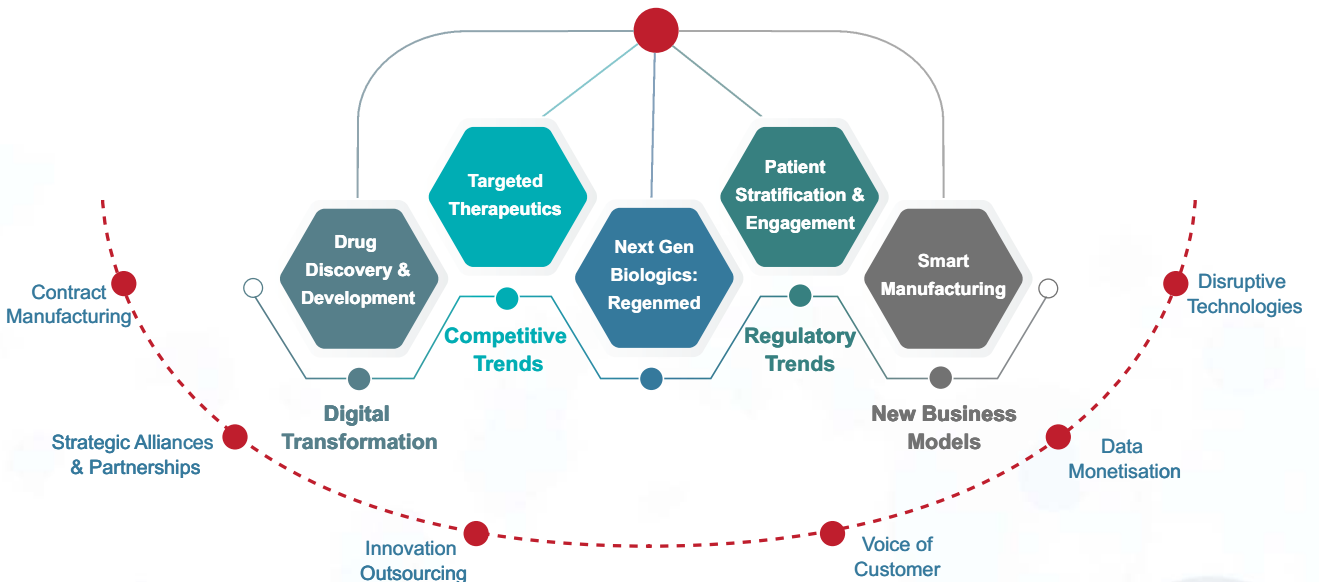 Targeted
Therapeutics
Patient
Stratification &
Engagement
Drug
Discovery &
Development
Next Gen
Biologics:
Regenmed
Smart
Manufacturing
Competitive
Trends
Regulatory
Trends
Digital
Transformation
New Business
Models
Contract
Manufacturing
Strategic Alliances
& Partnerships
Innovation
Outsourcing
Voice of
Customer
Data
Monetisation
Disruptive
Technologies